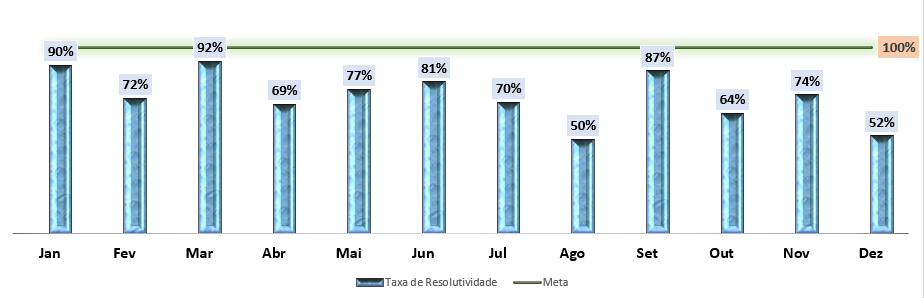 90% 72% 92% 69% 77% 81% 70% 50% 87% 64% 74% 52% 100%
Jan Fev Mar Abr Mai Jun Jul Ago Set Out Nov Dez
Taxa de Resolutividade Meta